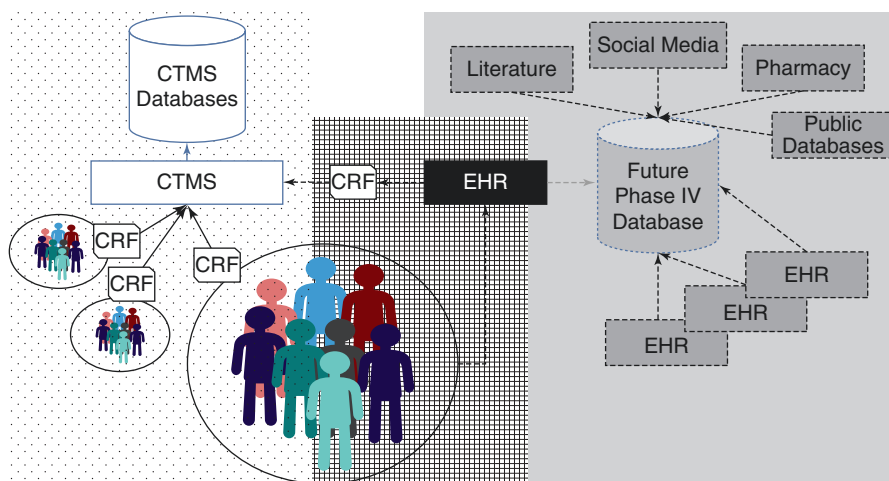 CTMS
Databases
CTMS
CRF
CRF
CRF
CRF
EHR
Literature
Social Media
Pharmacy
Public
Databases
Future
Phase IV
Database
EHR
EHR
EHR